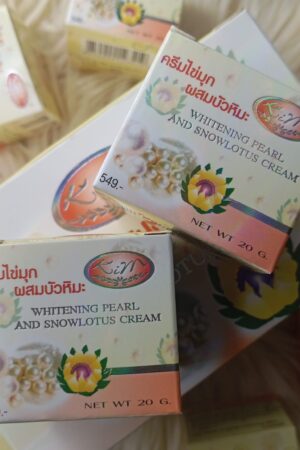 ครีมไข่มุก
ผสมบัวหิมะ
Kim
WHITENING PEARL
AND SNOWLOTUS CREAM
549.-
NET WT 20 G.
Kim
ไข่มุก
ผสมบัวหิมะ
WHITENING PEARL
AND SNOWLOTUS CREAM
NET WT 20 G.